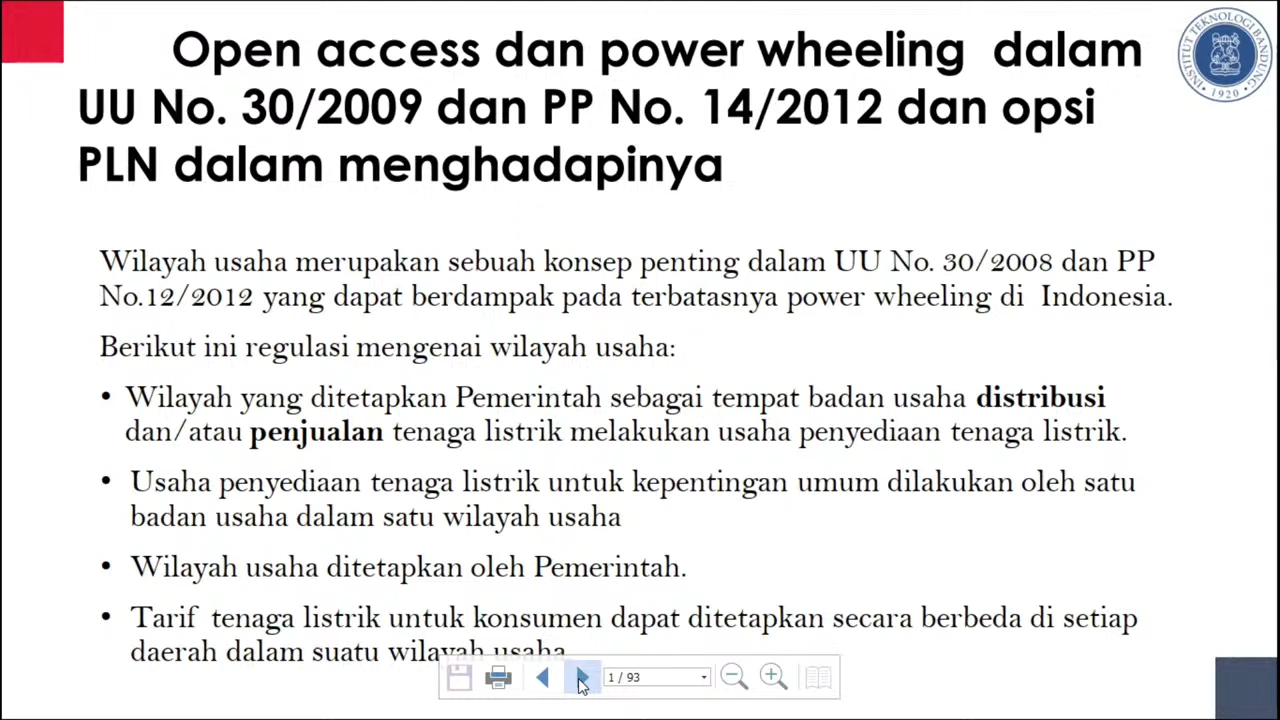 Open access dan power wheeling dalam
UU No. 30/2009 dan PP No. 14/2012 dan opsi
PLN dalam menghadapinya
INSTITUT TEKNOLOGI BANDUNG
1920
Wilayah usaha merupakan sebuah konsep penting dalam UU No. 30/2008 dan PP
No.12/2012 yang dapat berdampak pada terbatasnya power wheeling di Indonesia.
Berikut ini regulasi mengenai wilayah usaha:
• Wilayah yang ditetapkan Pemerintah sebagai tempat badan usaha distribusi
dan/atau penjualan tenaga listrik melakukan usaha penyediaan tenaga listrik.
• Usaha penyediaan tenaga listrik untuk kepentingan umum dilakukan oleh satu
badan usaha dalam satu wilayah usaha
• Wilayah usaha ditetapkan oleh Pemerintah.
• Tarif tenaga listrik untuk konsumen dapat ditetapkan secara berbeda di setiap
daerah dalam suatu wilayah usaha
1 / 93